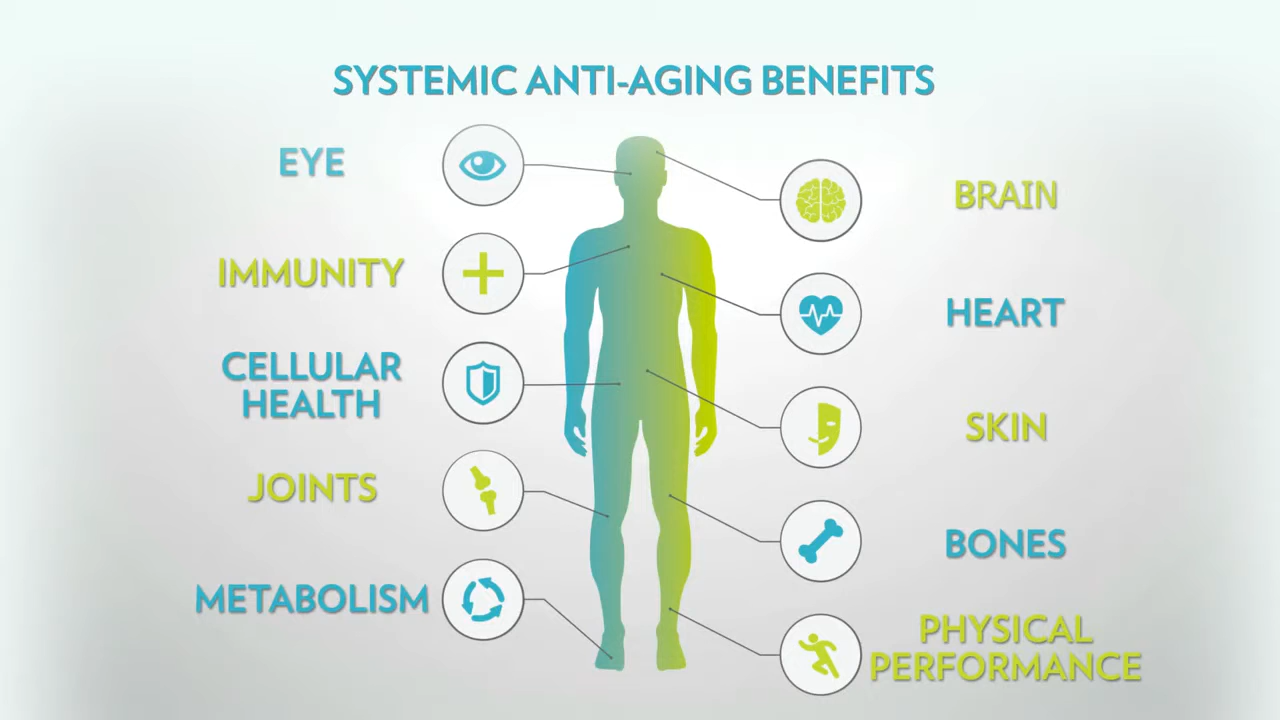 SYSTEMIC ANTI-AGING BENEFITS
EYE
IMMUNITY
CELLULAR
HEALTH
JOINTS
METABOLISM
BRAIN
HEART
SKIN
BONES
PHYSICAL
PERFORMANCE